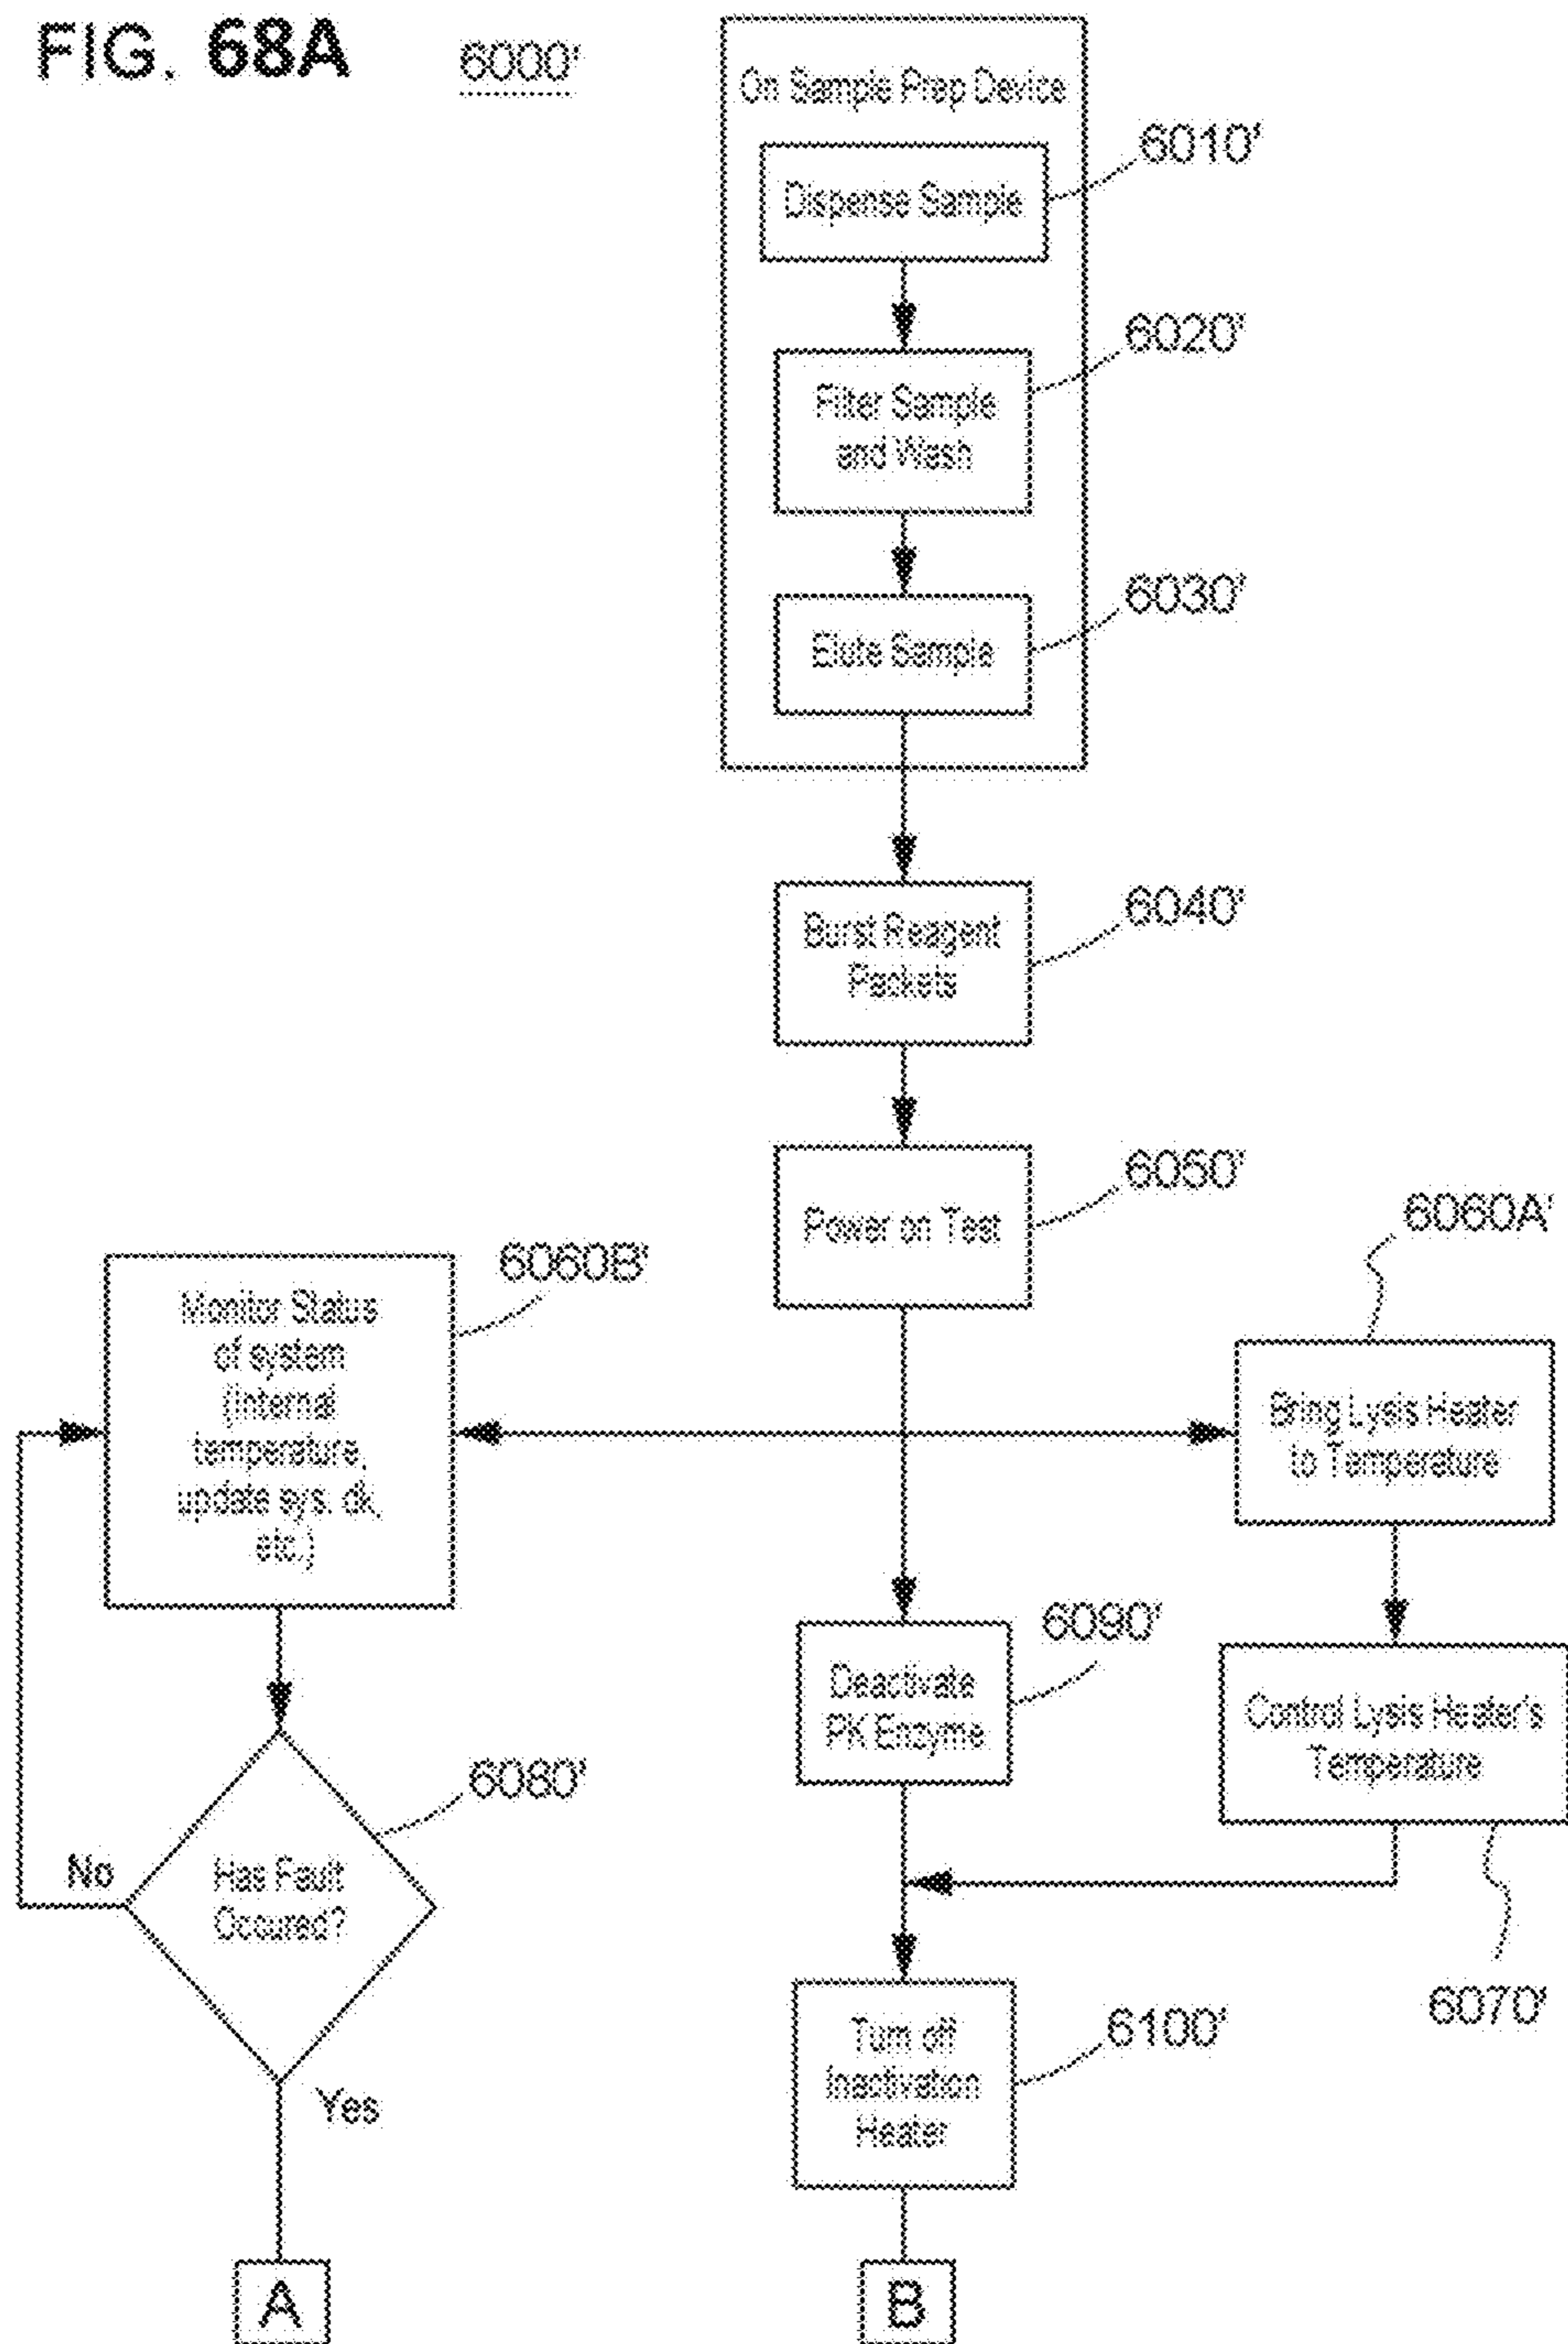 FIG. 68A
6000'
On Sample Prep Device
6010'
Dispense Sample
6020'
Filter Sample
and Wash
6030'
Elute Sample
6040'
Burst Reagent
Packets
6050'
Power on Test
6060A'
6060B'
Monitor Status
of system
(internal
temperature,
update sys. clk,
etc.)
Bring Lysis Heater
to Temperature
6090'
Deactivate
PK Enzyme
Control Lysis Heater's
Temperature
6080'
No
Has Fault
Occured?
6070'
6100'
Turn off
Inactivation
Heater
Yes
A
B